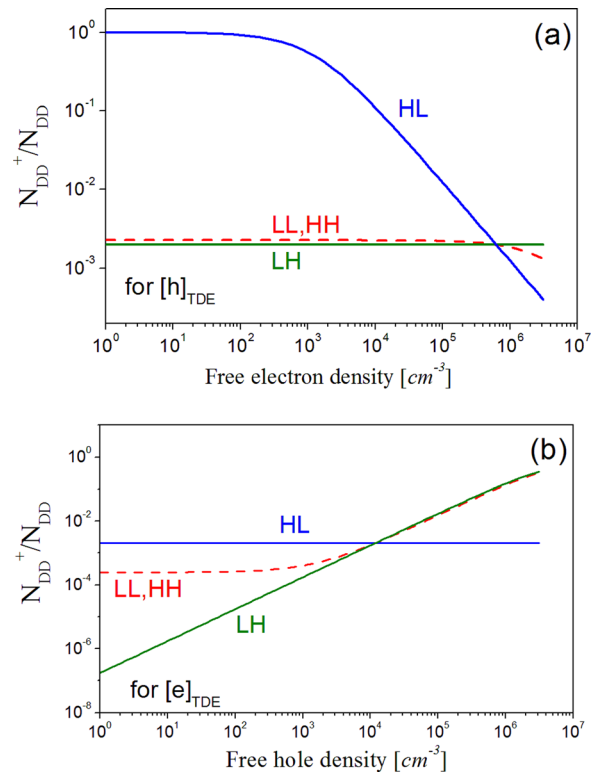 (a)
10^0
10^-1
10^-2
10^-3
N_DD^+/N_DD
HL
LL,HH
LH
for [h]_TDE
10^0 10^1 10^2 10^3 10^4 10^5 10^6 10^7
Free electron density [cm^-3]
(b)
10^0
10^-2
10^-4
10^-6
10^-8
N_DD^+/N_DD
HL
LL,HH
LH
for [e]_TDE
10^0 10^1 10^2 10^3 10^4 10^5 10^6 10^7
Free hole density [cm^-3]